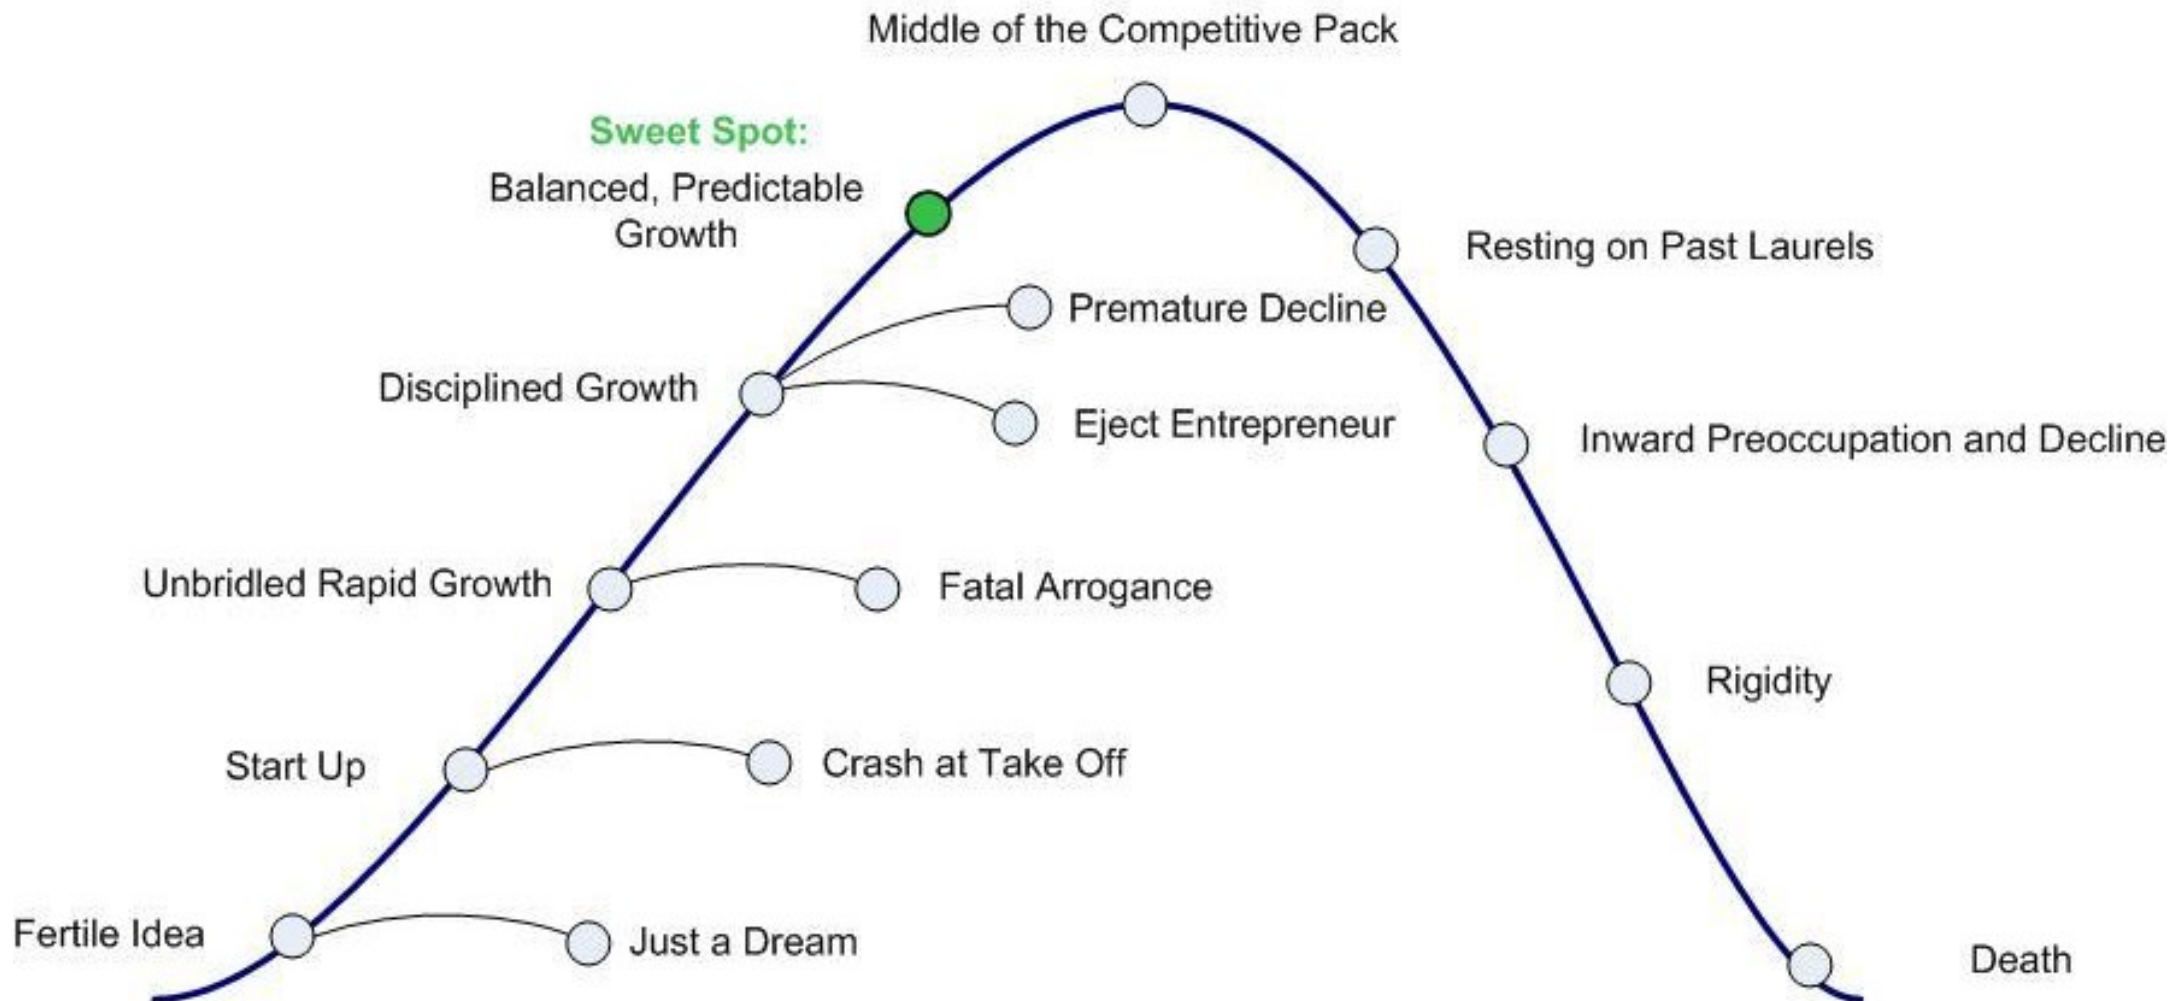 Middle of the Competitive Pack
Sweet Spot:
Balanced, Predictable
Growth
Resting on Past Laurels
Premature Decline
Disciplined Growth
Eject Entrepreneur
Inward Preoccupation and Decline
Unbridled Rapid Growth
Fatal Arrogance
Rigidity
Start Up
Crash at Take Off
Fertile Idea
Just a Dream
Death